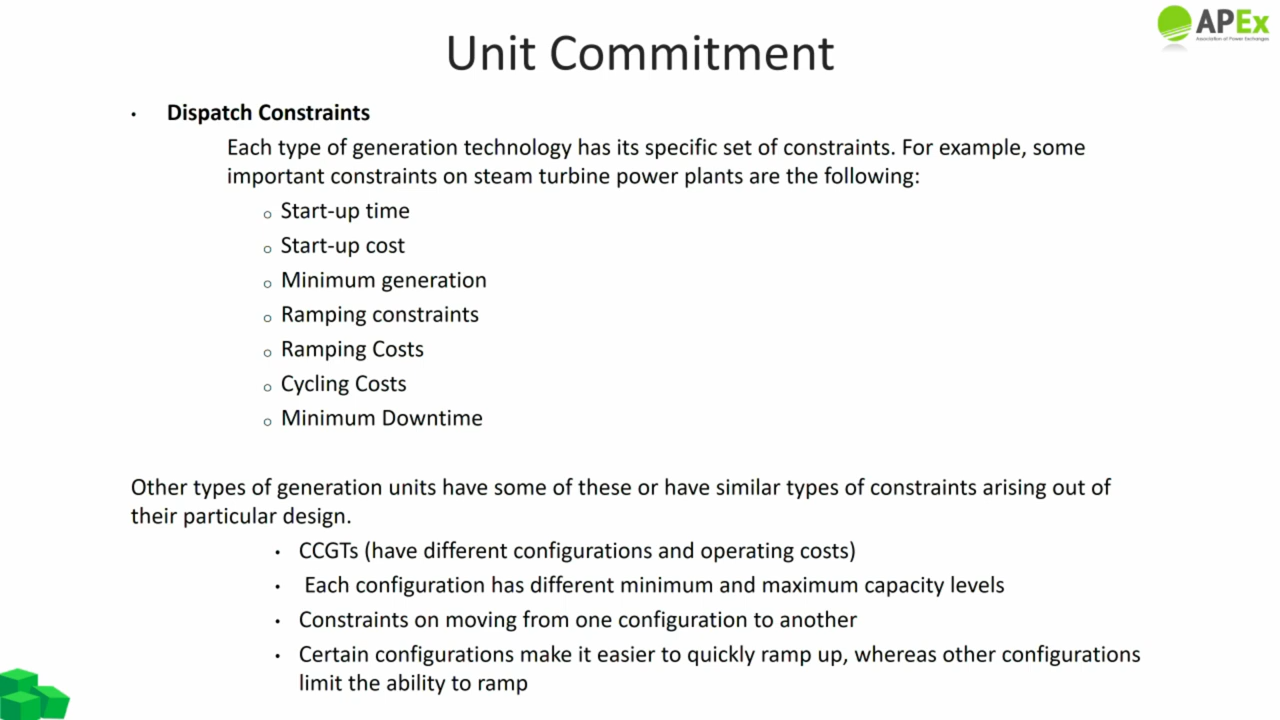 APEx
Association of Power Exchanges
Unit Commitment
• Dispatch Constraints
Each type of generation technology has its specific set of constraints. For example, some
important constraints on steam turbine power plants are the following:
o Start-up time
o Start-up cost
o Minimum generation
o Ramping constraints
o Ramping Costs
o Cycling Costs
o Minimum Downtime
Other types of generation units have some of these or have similar types of constraints arising out of
their particular design.
• CCGTs (have different configurations and operating costs)
• Each configuration has different minimum and maximum capacity levels
• Constraints on moving from one configuration to another
• Certain configurations make it easier to quickly ramp up, whereas other configurations
limit the ability to ramp